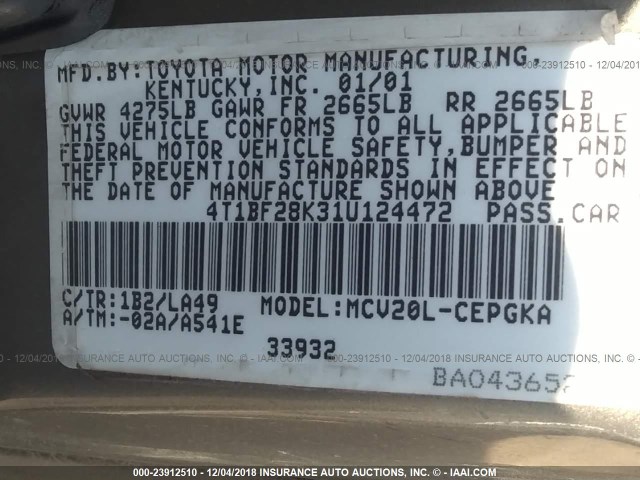 MFD.BY:TOYOTA MOTOR MANUFACTURING,
KENTUCKY,INC. 01/01
GVWR 4275LB GAWR FR 2665LB RR 2665LB
THIS VEHICLE CONFORMS TO ALL APPLICABLE
FEDERAL MOTOR VEHICLE SAFETY,BUMPER AND
THEFT PREVENTION STANDARDS IN EFFECT ON
THE DATE OF MANUFACTURE SHOWN ABOVE
4T1BF28K31U124472 PASS.CAR
C/TR:1B2/LA49 MODEL:MCV20L-CEPGKA
A/TM:-02A/A541E
33932
BA043652
000-23912510 - 12/04/2018 INSURANCE AUTO AUCTIONS, INC. - IAAI.COM